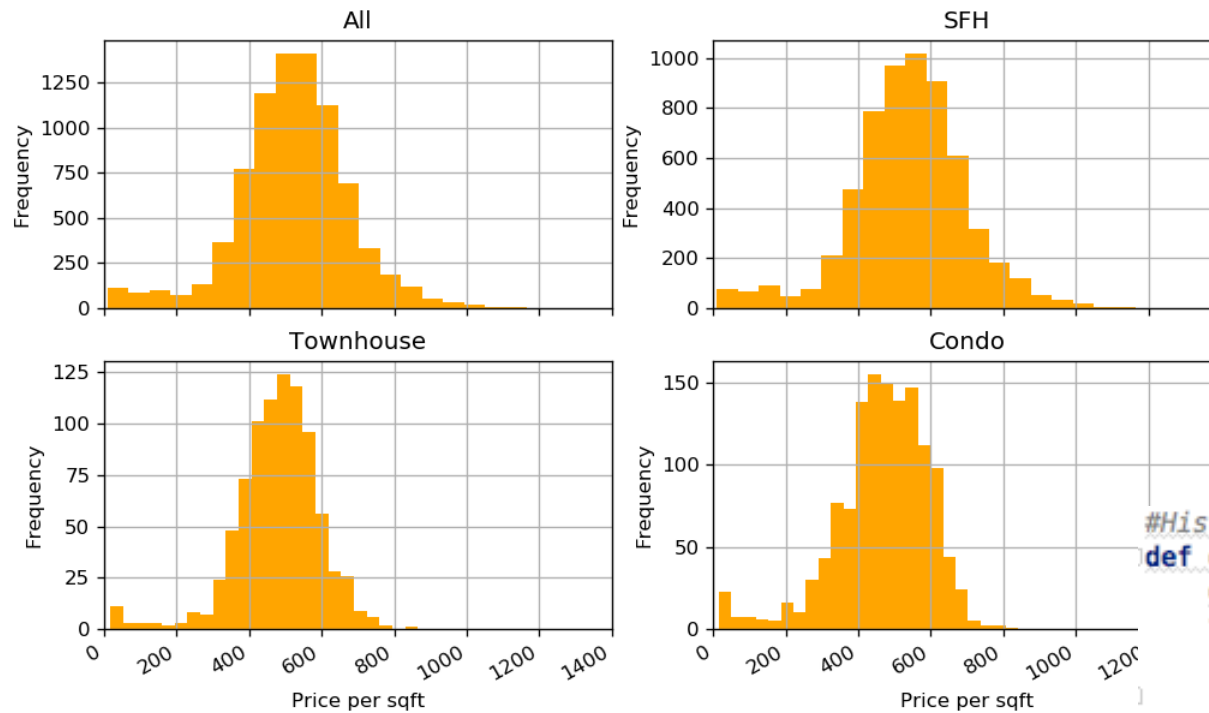 All
1250
1000
750
500
250
0
Frequency
SFH
1000
800
600
400
200
0
Frequency
Townhouse
125
100
75
50
25
0
Frequency
0 200 400 600 800 1000 1200 1400
Price per sqft
Condo
150
100
50
0
Frequency
0 200 400 600 800 1000
Price per sqft
#His
def
]